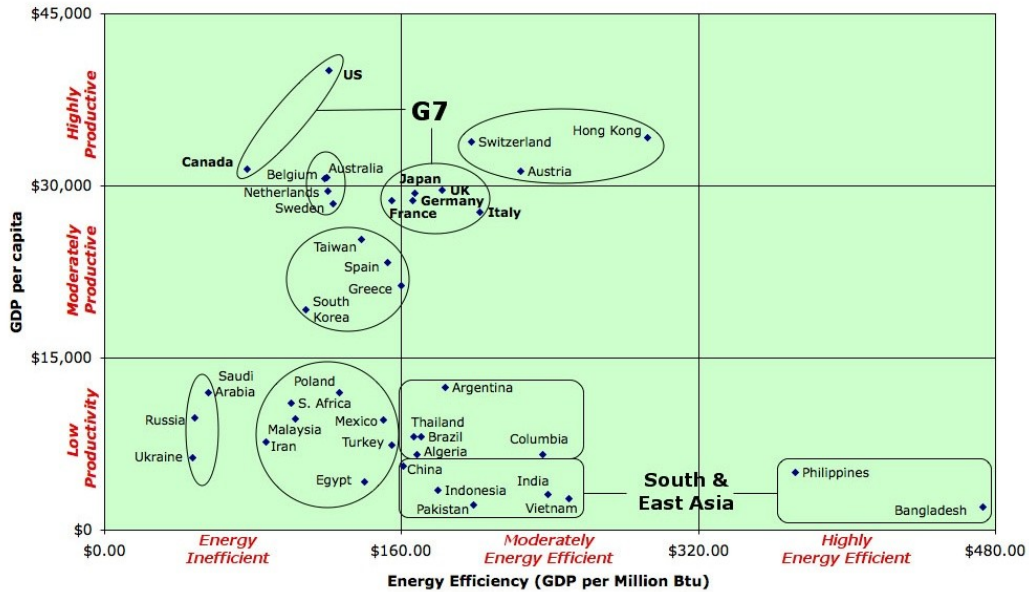 $45,000
US
G7
Hong Kong
Switzerland
Canada
Austria
Belgium
Australia
$30,000
Netherlands
Japan
UK
Germany
Sweden
France
Italy
Taiwan
Spain
Greece
South
Korea
$15,000
Saudi
Arabia
Poland
Argentina
S. Africa
Russia
Malaysia
Mexico
Thailand
Brazil
Iran
Turkey
Algeria
Columbia
Ukraine
China
Egypt
Indonesia
India
Pakistan
Vietnam
South &
East Asia
Philippines
Bangladesh
$0
$0.00
$160.00
$320.00
$480.00
Energy
Inefficient
Moderately
Energy Efficient
Highly
Energy Efficient
Energy Efficiency (GDP per Million Btu)
GDP per capita
Highly
Productive
Moderately
Productive
Low
Productivity